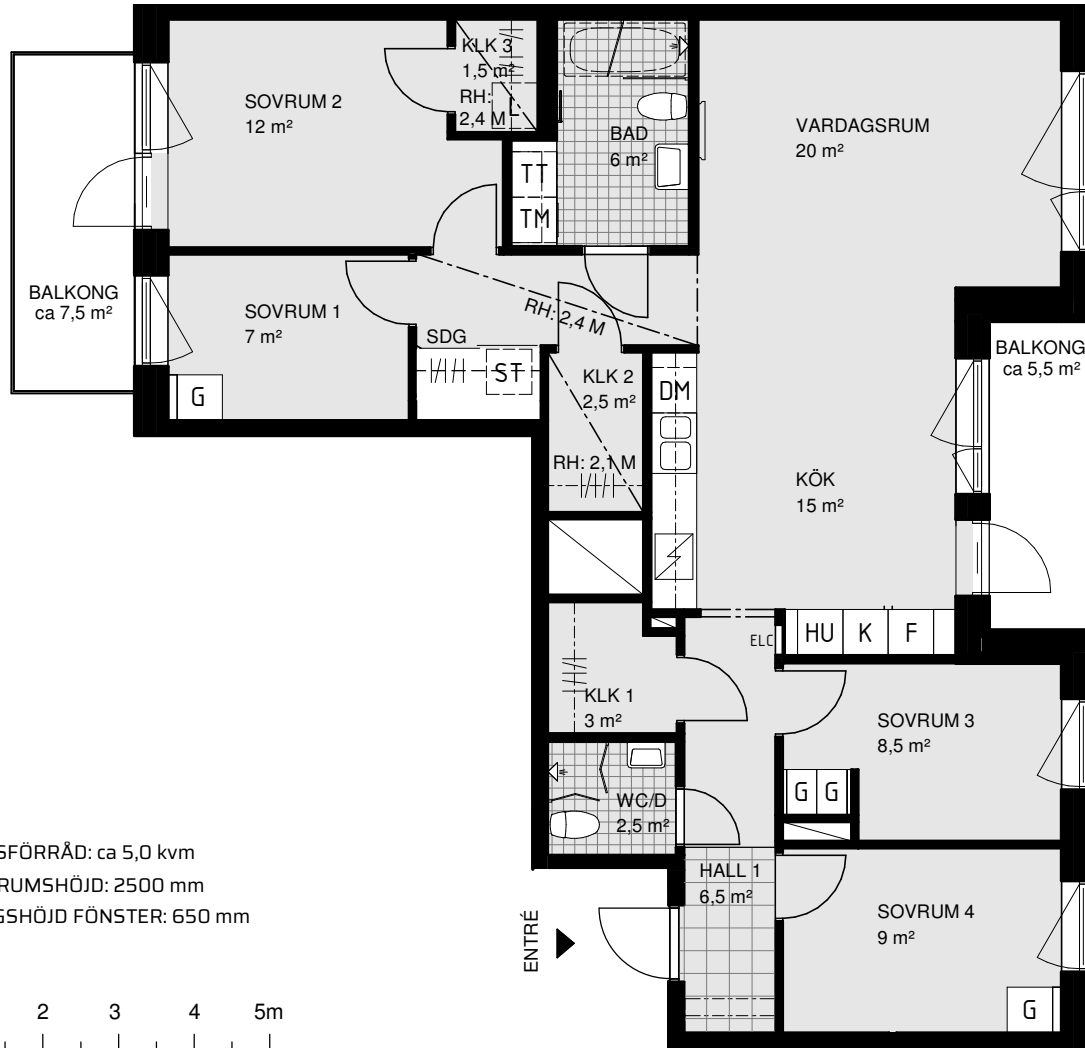 KLK 3
1,5 m²
RH:
2,4 M
L
SOVRUM 2
12 m²
BAD
6 m²
VARDAGSRUM
20 m²
TT
TM
BALKONG
ca 7,5 m²
SOVRUM 1
7 m²
RH: 2,4 M
SDG
ST
G
KLK 2
2,5 m²
RH: 2,1 M
DM
BALKONG
ca 5,5 m²
KÖK
15 m²
ELC
HU
K
F
KLK 1
3 m²
SOVRUM 3
8,5 m²
G
G
WC/D
2,5 m²
HALL 1
6,5 m²
SOVRUM 4
9 m²
G
ENTRÉ
SFÖRRÅD: ca 5,0 kvm
RUMSHÖJD: 2500 mm
GSHÖJD FÖNSTER: 650 mm
2 3 4 5m